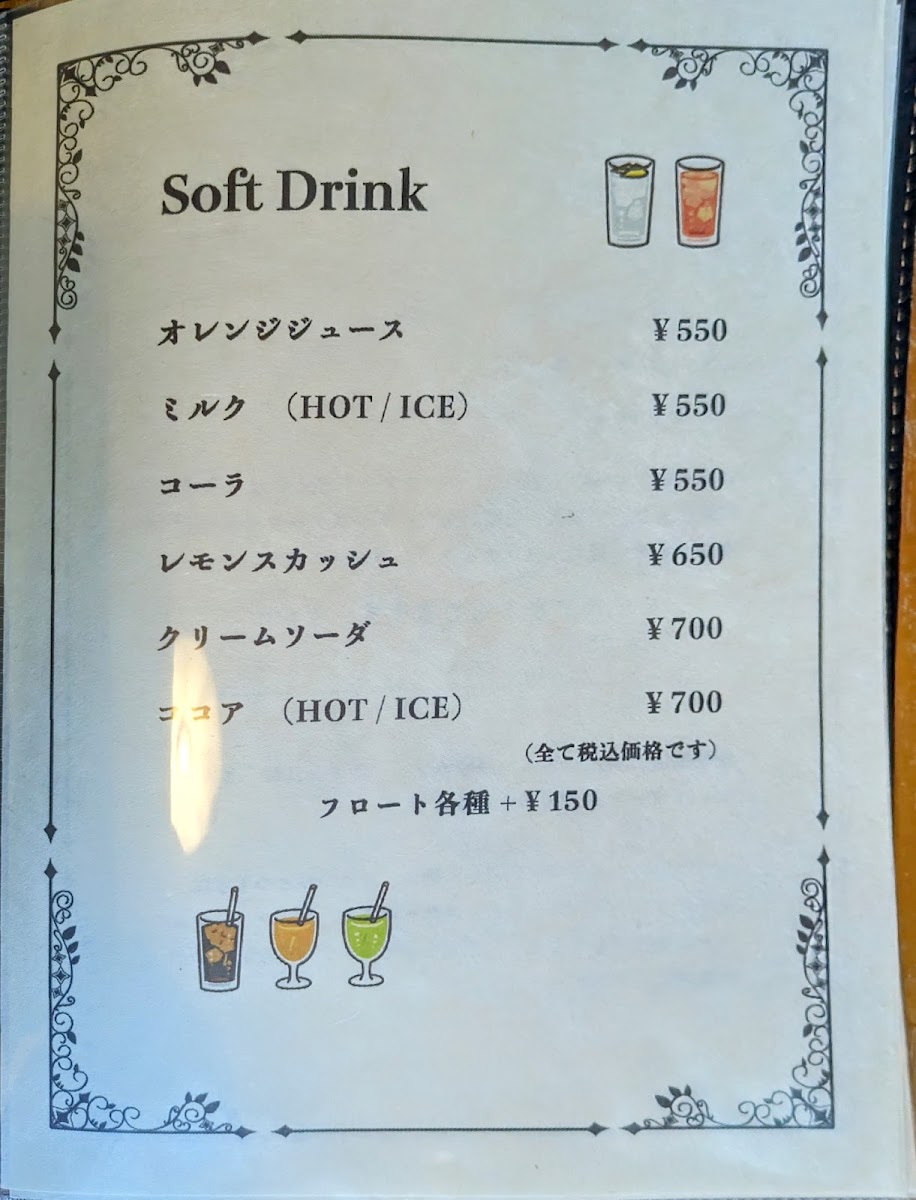 Soft Drink
オレンジジュース ¥550
ミルク （HOT / ICE） ¥550
コーラ ¥550
レモンスカッシュ ¥650
クリームソーダ ¥700
ココア （HOT / ICE） ¥700
（全て税込価格です）
フロート各種 + ¥150